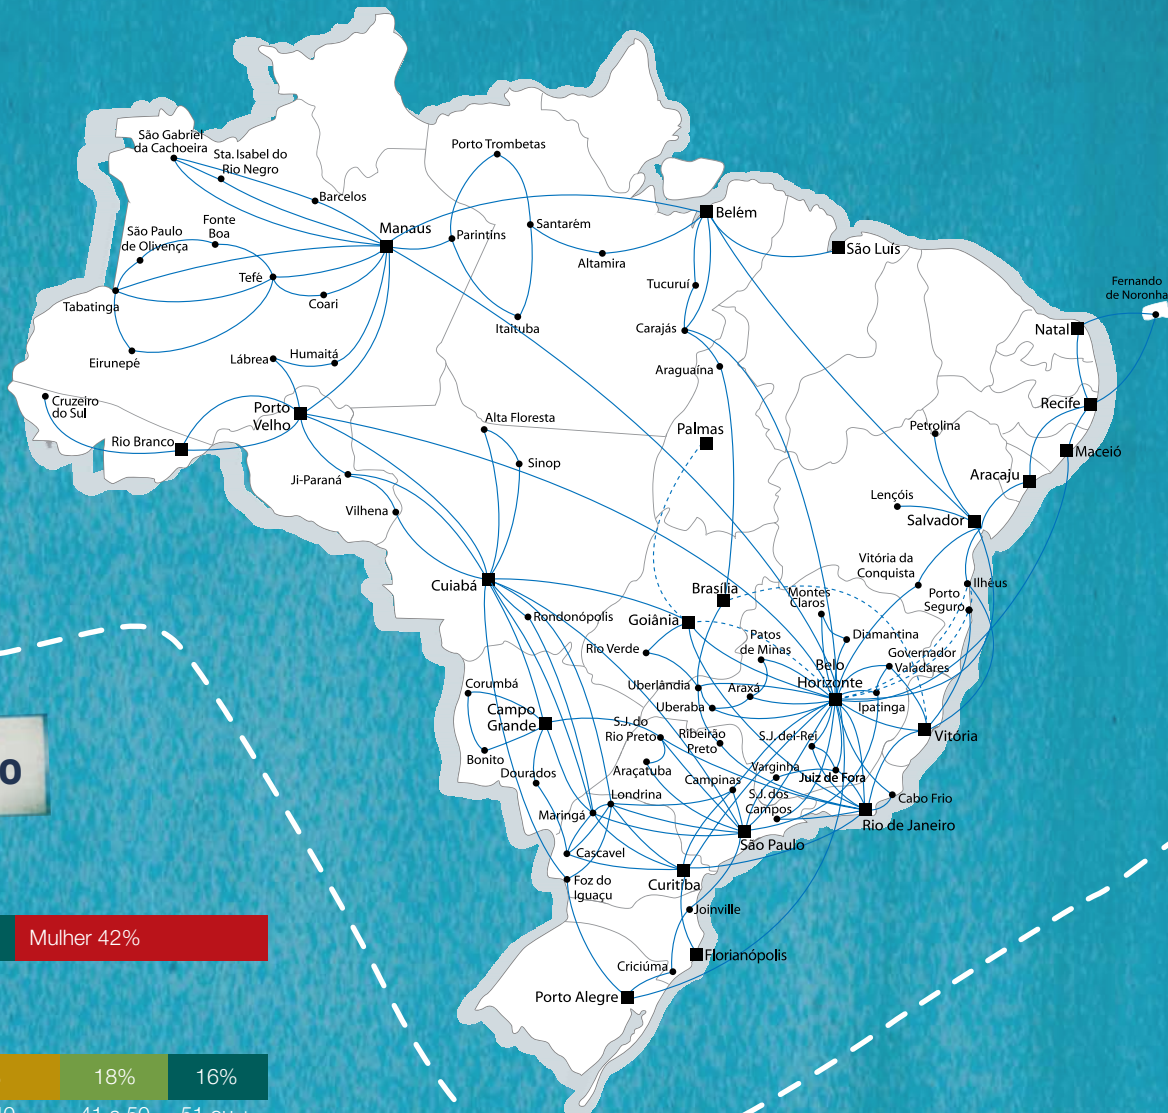 São Gabriel
da Cachoeira
Sta. Isabel do
Rio Negro
Barcelos
Porto Trombetas
São Paulo
de Olivença
Fonte
Boa
Manaus
Parintins
Santarém
Belém
São Luís
Altamira
Tefé
Tabatinga
Coari
Tucuruí
Fernando
de Noronha
Itaituba
Carajás
Natal
Eirunepé
Lábrea
Humaitá
Araguaína
Cruzeiro
do Sul
Porto
Velho
Alta Floresta
Recife
Rio Branco
Palmas
Petrolina
Maceió
Sinop
Ji-Paraná
Aracaju
Lençóis
Vilhena
Salvador
Cuiabá
Vitória da
Conquista
Ilhéus
Brasília
Montes
Claros
Porto
Seguro
Rondonópolis
Goiânia
Patos
de Minas
Diamantina
Rio Verde
Belo
Horizonte
Governador
Valadares
Corumbá
Uberlândia
Araxá
Uberaba
Ipatinga
Campo
Grande
S.J. do
Rio Preto
Ribeirão
Preto
S.J. del-Rei
Vitória
Bonito
Dourados
Araçatuba
Campinas
Varginha
Juiz de Fora
Londrina
S.J. dos
Campos
Cabo Frio
Maringá
Rio de Janeiro
São Paulo
Cascavel
Foz do
Iguaçu
Curitiba
Joinville
Florianópolis
Criciúma
Porto Alegre
o
Mulher 42%
18%
16%